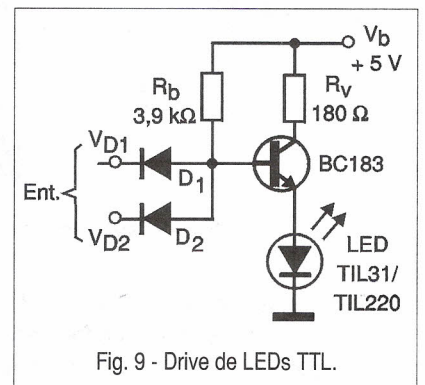 Vb
+ 5 V
Rb
3,9 kΩ
Rv
180 Ω
VD1
D1
BC183
Ent.
VD2
D2
LED
TIL31/
TIL220
Fig. 9 - Drive de LEDs TTL.